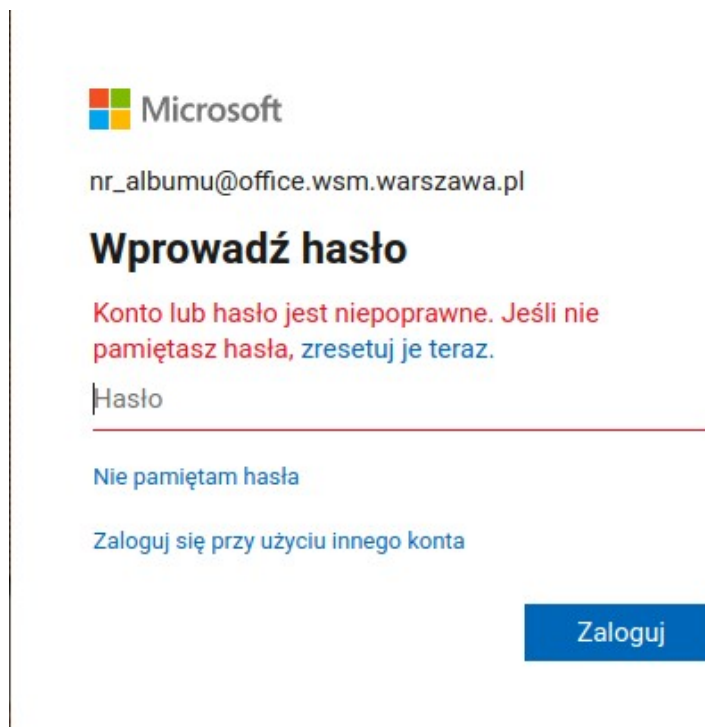 Microsoft
nr_albumu@office.wsm.warszawa.pl
Wprowadź hasło
Konto lub hasło jest niepoprawne. Jeśli nie
pamiętasz hasła, zresetuj je teraz.
Hasło
Nie pamiętam hasła
Zaloguj się przy użyciu innego konta
Zaloguj